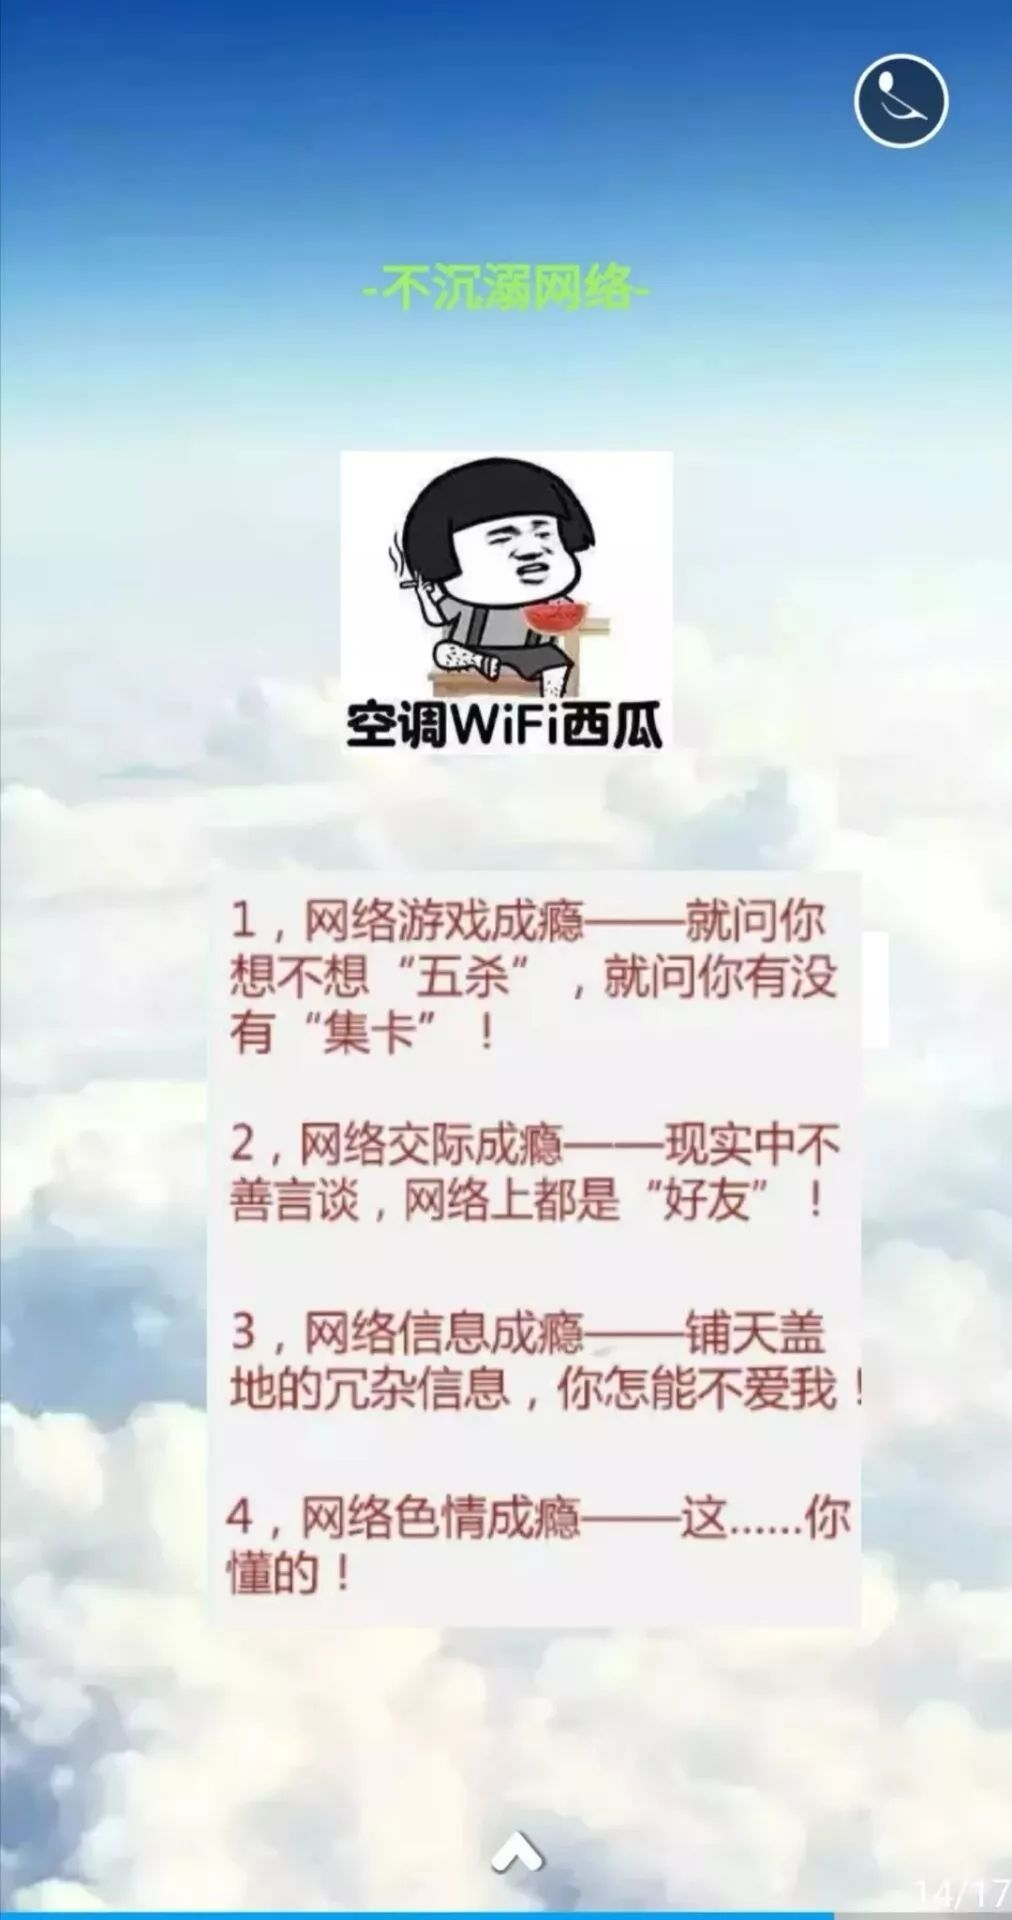 -不沉溺网络-
空调WiFi西瓜
1，网络游戏成瘾——就问你
想不想“五杀”，就问你有没
有“集卡”！
2，网络交际成瘾——现实中不
善言谈，网络上都是“好友”！
3，网络信息成瘾——铺天盖
地的冗杂信息，你怎能不爱我！
4，网络色情成瘾——这……你
懂的！
14/17